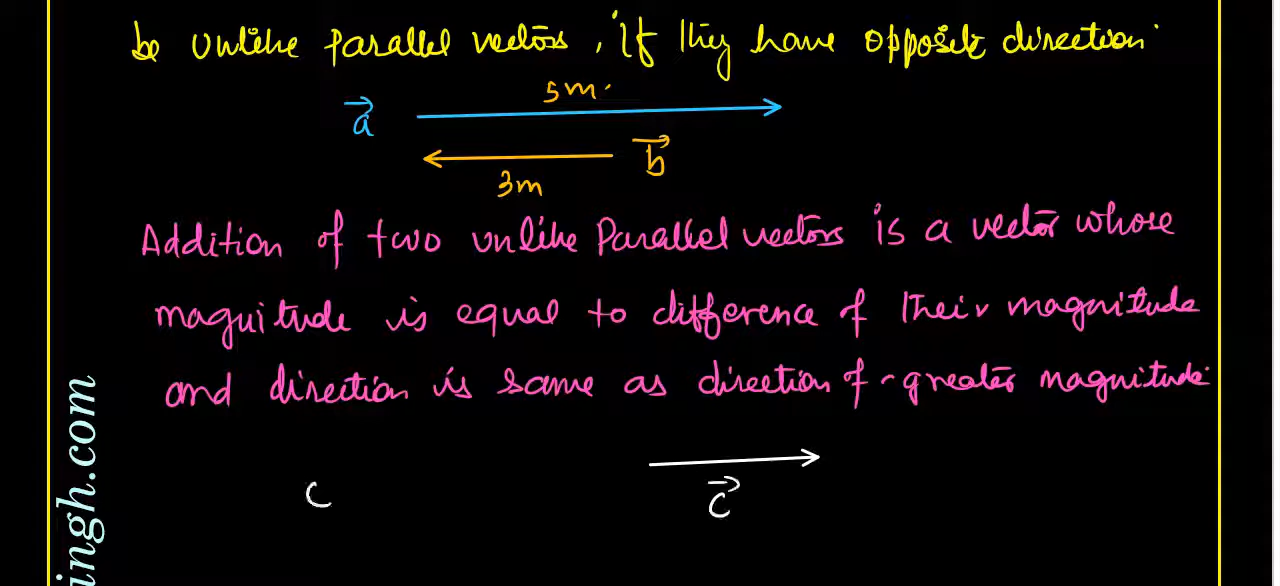 be unlike parallel vectors, if they have opposite direction.
5m.
a
b
3m
Addition of two unlike Parallel vectors is a vector whose
magnitude is equal to difference of their magnitude
and direction is same as direction of greater magnitude.
C
c
ingh.com